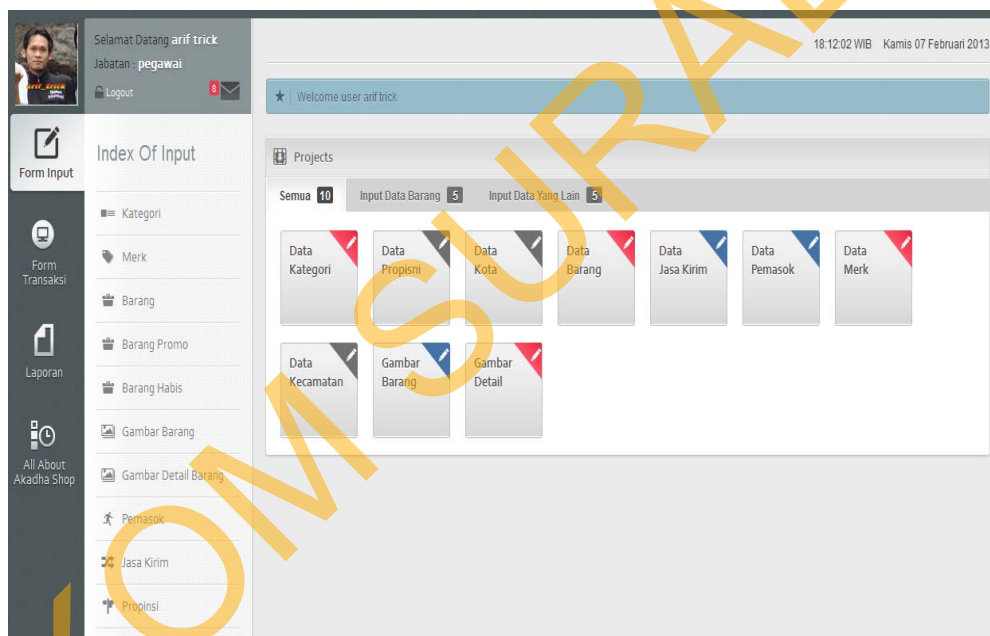 Selamat Datang arif trick
Jabatan : pegawai
Logout 8
18:12:02 WIB Kamis 07 Februari 2013
Welcome user arif trick
Form Input
Form
Transaksi
Laporan
All About
Akadha Shop
Index Of Input
Kategori
Merk
Barang
Barang Promo
Barang Habis
Gambar Barang
Gambar Detail Barang
Pemasok
Jasa Kirim
Propinsi
Projects
Semua 10 Input Data Barang 5 Input Data Yang Lain 5
Data
Kategori
Data
Propisni
Data
Kota
Data
Barang
Data
Jasa Kirim
Data
Pemasok
Data
Merk
Data
Kecamatan
Gambar
Barang
Gambar
Detail
OMSURA